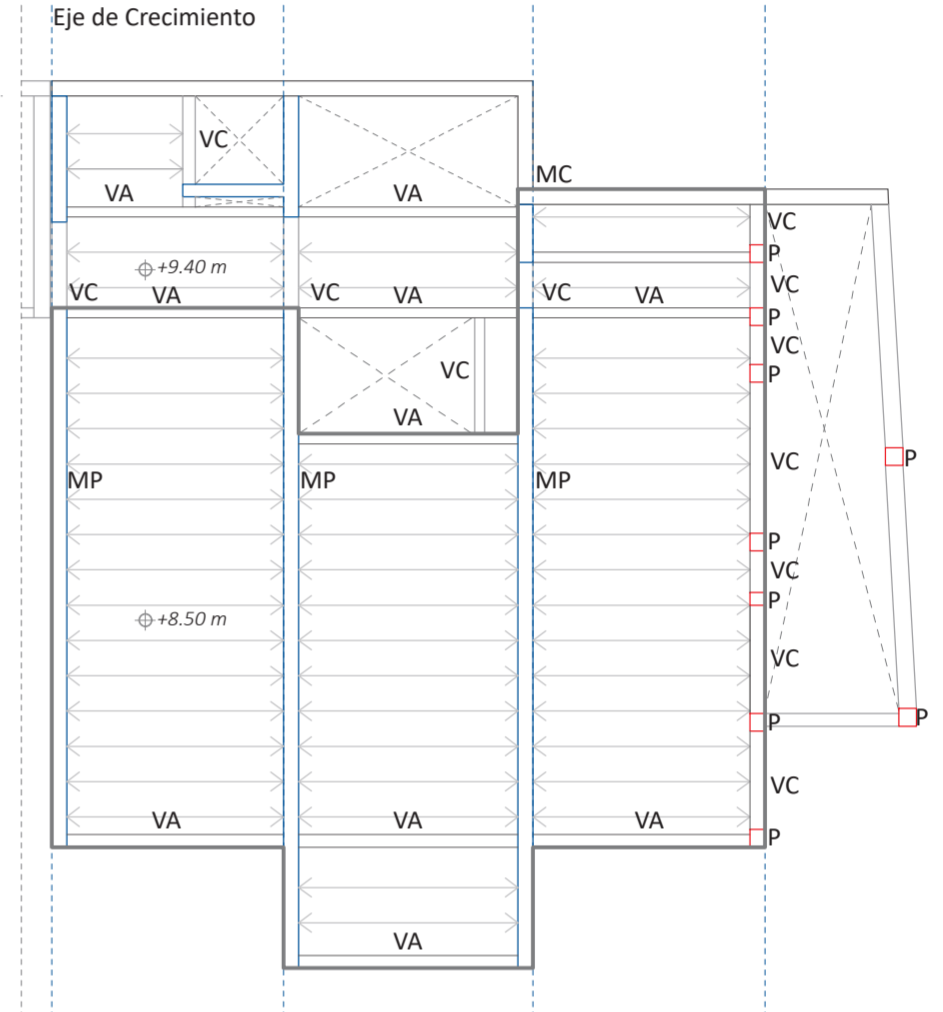 Eje de Crecimiento
VC
VA VA
MC
VC
P
+9.40 m
VC
VC VA VC VA VC VA
P
VC
VC
P
VA
VC
P
MP MP MP
P
VC
P
+8.50 m
VC
P P
VC
VA VA VA
P
VA